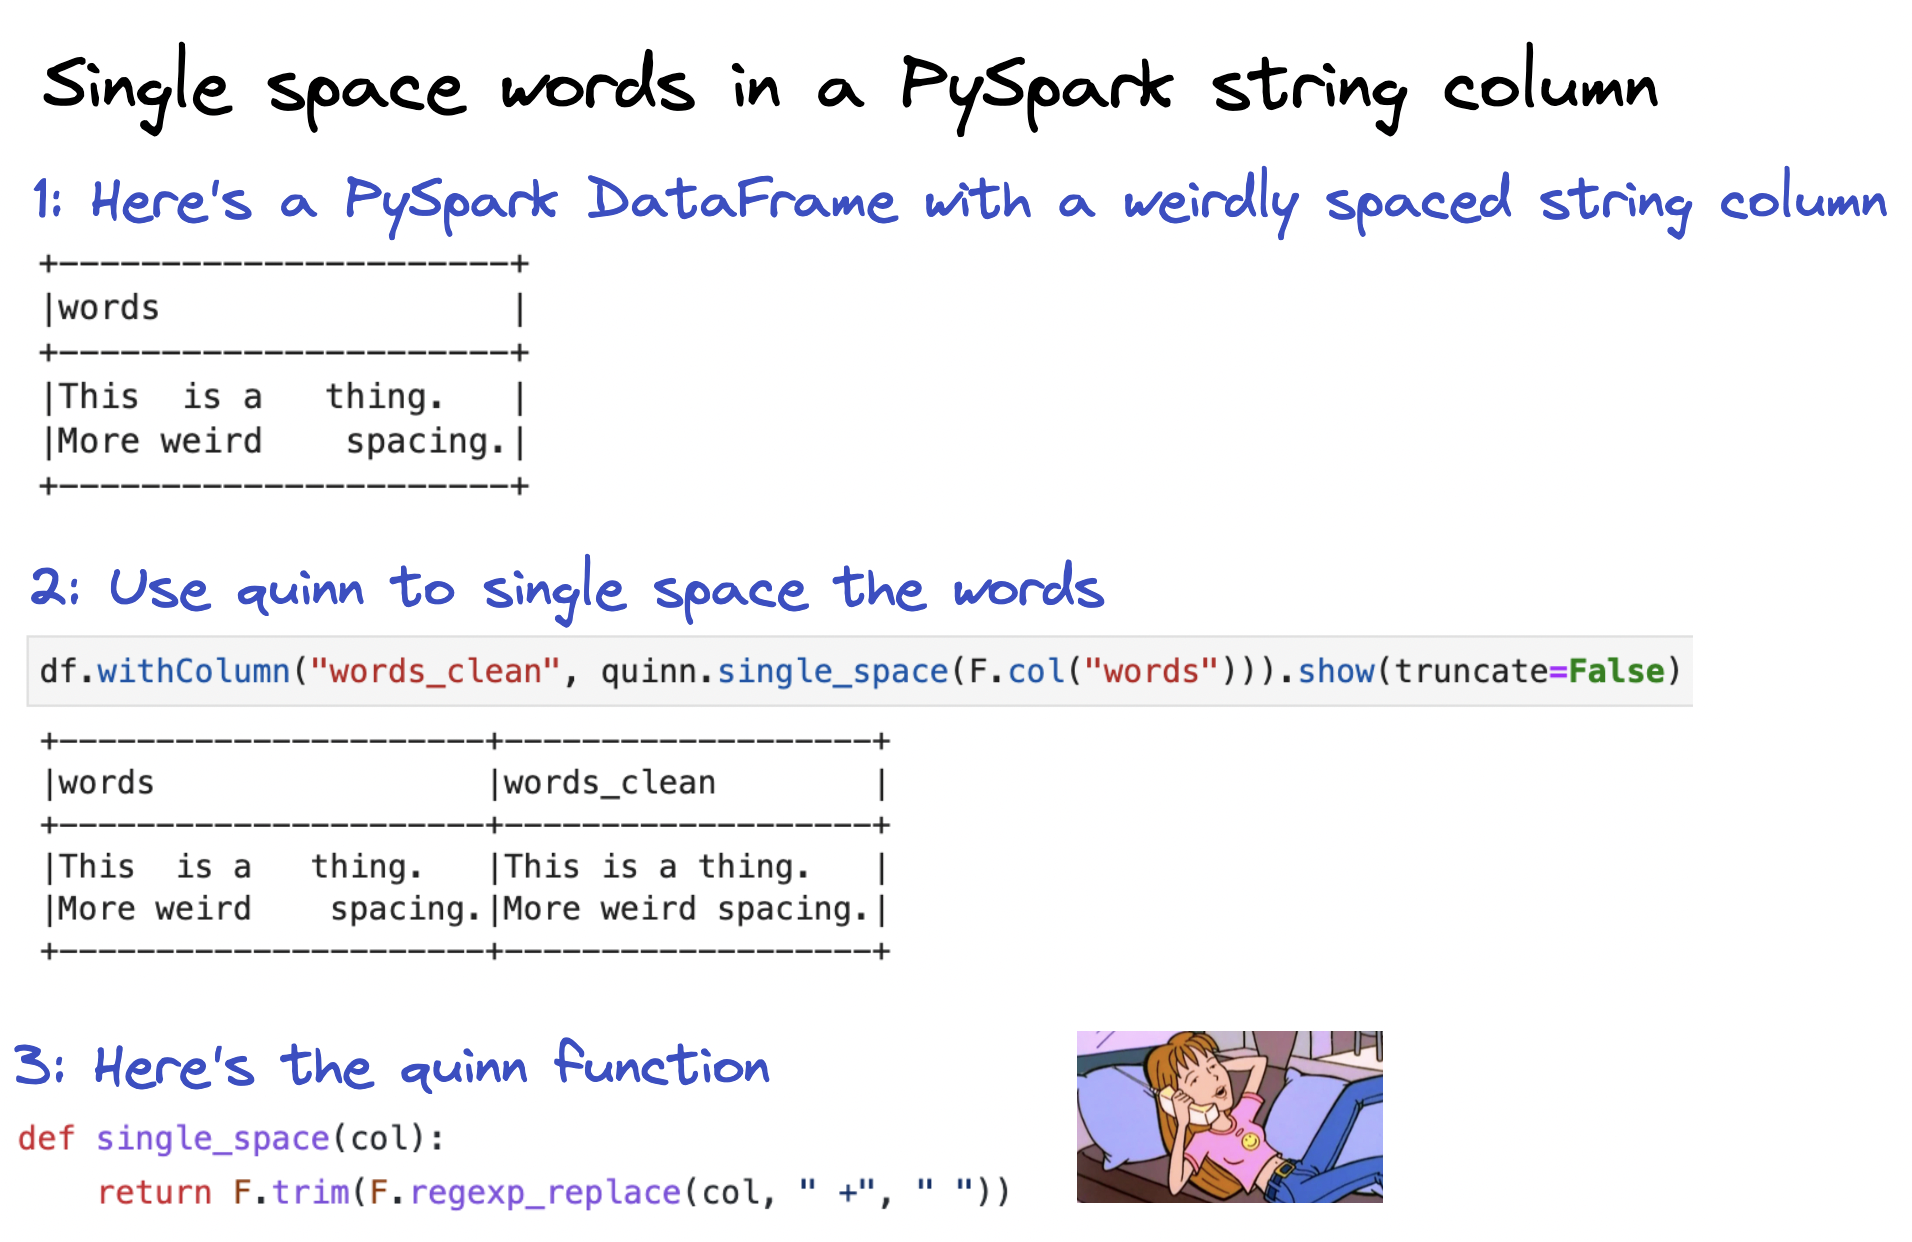 Single space words in a PySpark string column
1: Here's a PySpark DataFrame with a weirdly spaced string column
+----------------------+
|words                 |
+----------------------+
|This  is a   thing.   |
|More weird    spacing.|
+----------------------+
2: Use quinn to single space the words
df.withColumn("words_clean", quinn.single_space(F.col("words"))).show(truncate=False)
+----------------------+-------------------+
|words                 |words_clean        |
+----------------------+-------------------+
|This  is a   thing.   |This is a thing.   |
|More weird    spacing.|More weird spacing.|
+----------------------+-------------------+
3: Here's the quinn function
def single_space(col):
    return F.trim(F.regexp_replace(col, " +", " "))